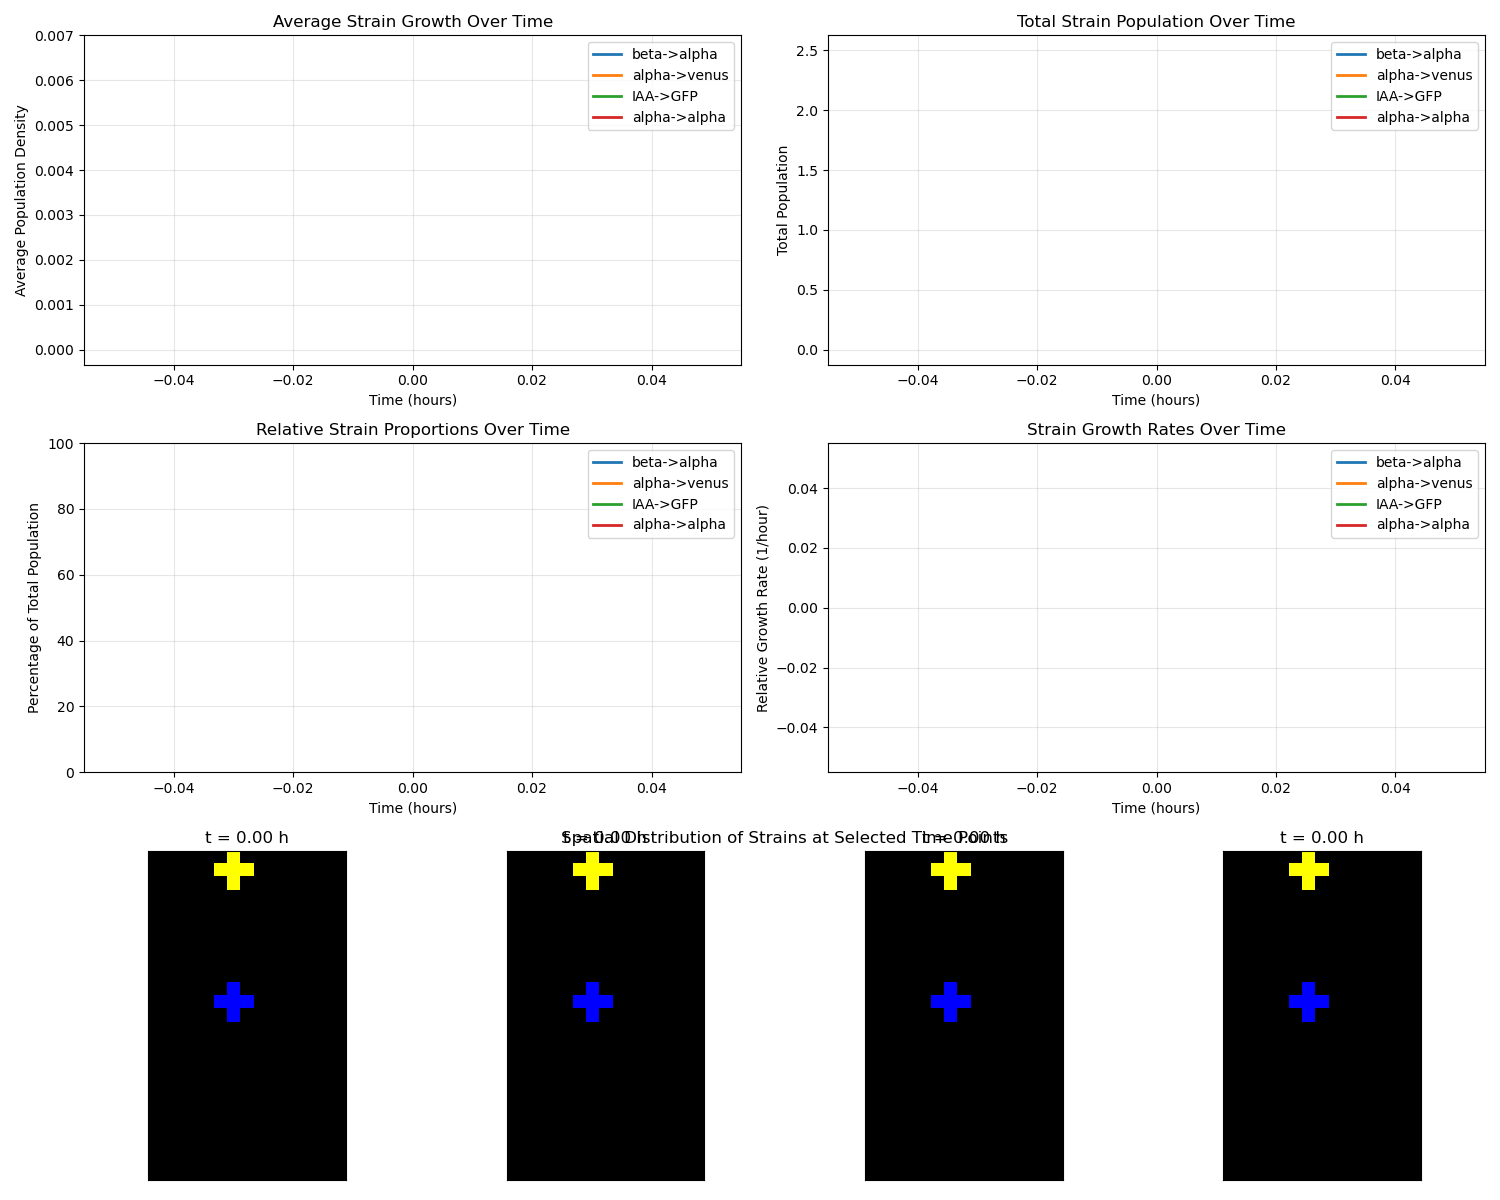 Average Strain Growth Over Time
Average Population Density
0.007
0.006
0.005
0.004
0.003
0.002
0.001
0.000
beta->alpha
alpha->venus
IAA->GFP
alpha->alpha
−0.04 −0.02 0.00 0.02 0.04
Time (hours)
Total Strain Population Over Time
Total Population
2.5
2.0
1.5
1.0
0.5
0.0
beta->alpha
alpha->venus
IAA->GFP
alpha->alpha
−0.04 −0.02 0.00 0.02 0.04
Time (hours)
Relative Strain Proportions Over Time
Percentage of Total Population
100
80
60
40
20
0
beta->alpha
alpha->venus
IAA->GFP
alpha->alpha
−0.04 −0.02 0.00 0.02 0.04
Time (hours)
Strain Growth Rates Over Time
Relative Growth Rate (1/hour)
0.04
0.02
0.00
−0.02
−0.04
beta->alpha
alpha->venus
IAA->GFP
alpha->alpha
−0.04 −0.02 0.00 0.02 0.04
Time (hours)
Spatial Distribution of Strains at Selected Time Points
t = 0.00 h
t = 0.00 h
t = 0.00 h
t = 0.00 h